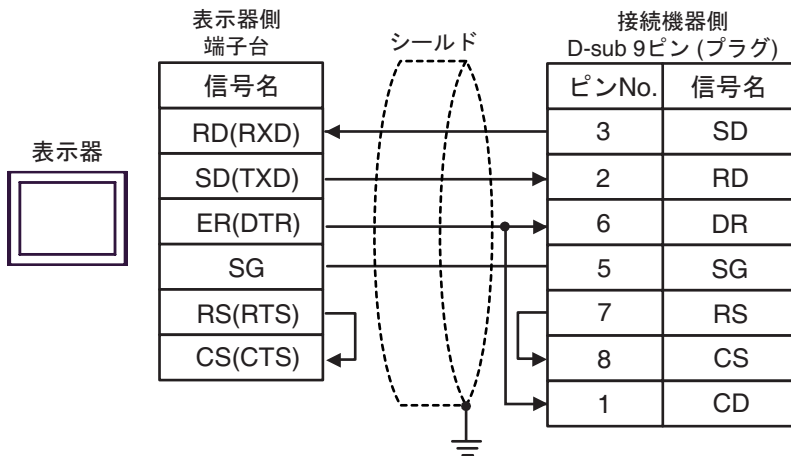 表示器側
端子台
シールド
接続機器側
D-sub 9ピン (プラグ)
信号名
ピンNo. 信号名
RD(RXD) 3 SD
表示器
SD(TXD) 2 RD
ER(DTR) 6 DR
SG 5 SG
RS(RTS) 7 RS
CS(CTS) 8 CS
1 CD